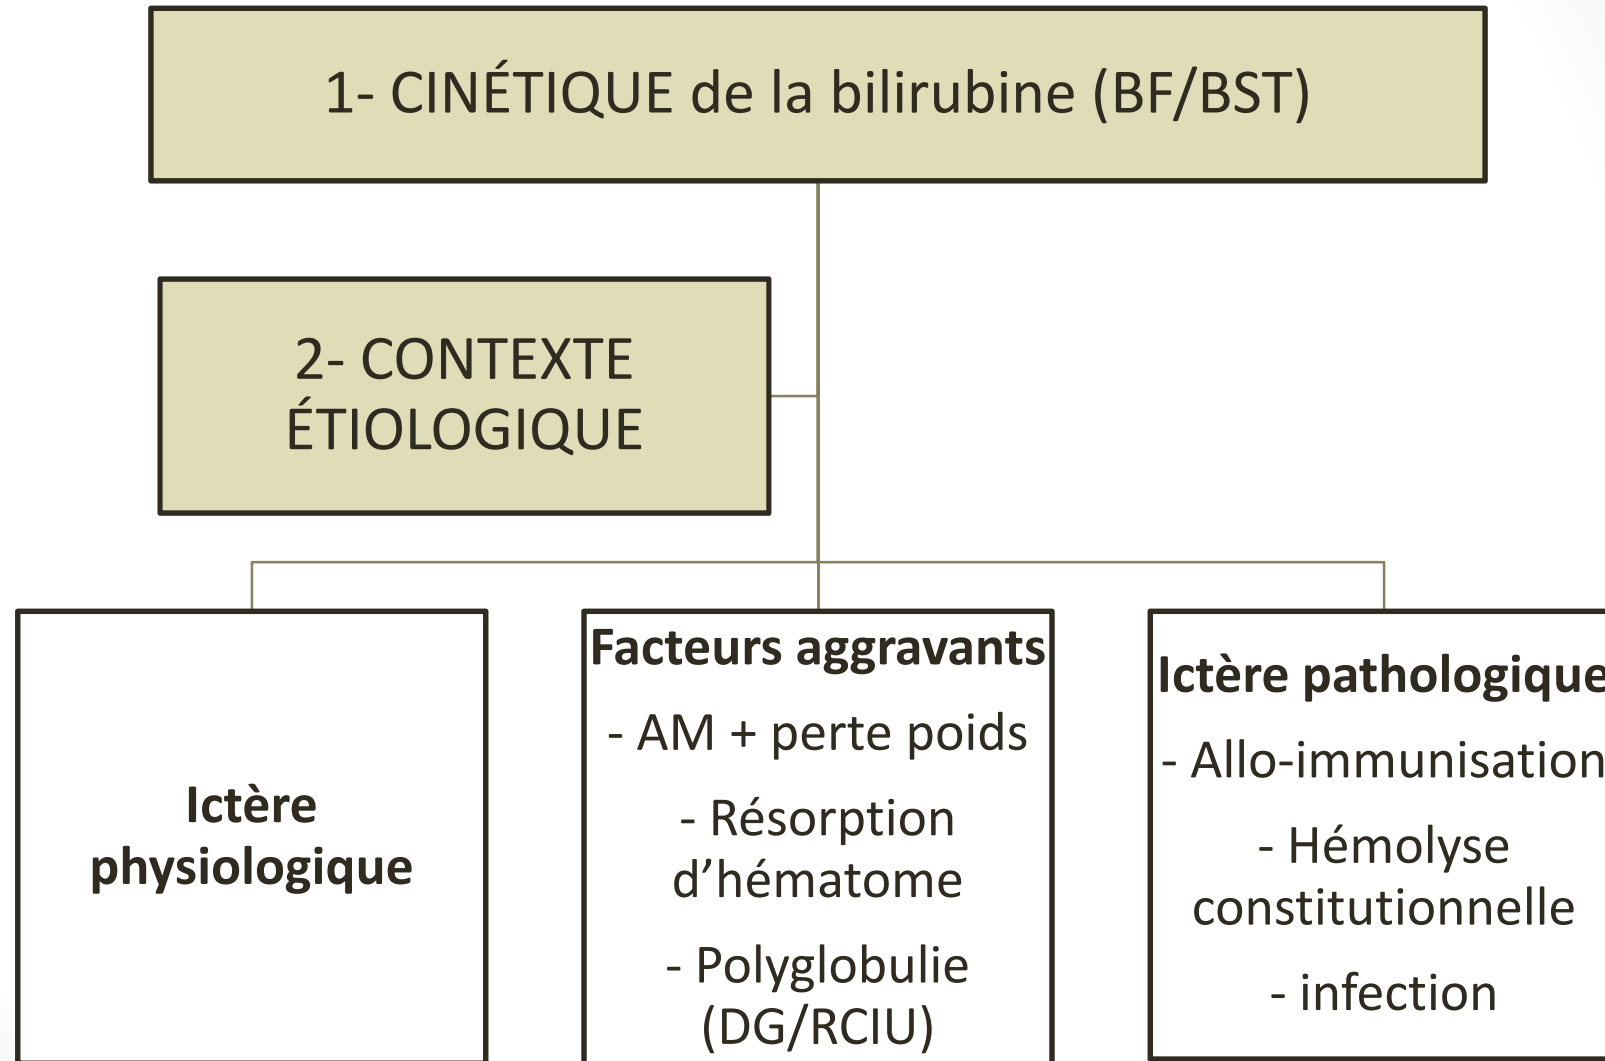 1- CINÉTIQUE de la bilirubine (BF/BST)
2- CONTEXTE
ÉTIOLOGIQUE
Ictère
physiologique
Facteurs aggravants
- AM + perte poids
- Résorption
d’hématome
- Polyglobulie
(DG/RCIU)
Ictère pathologique
- Allo-immunisation
- Hémolyse
constitutionnelle
- infection